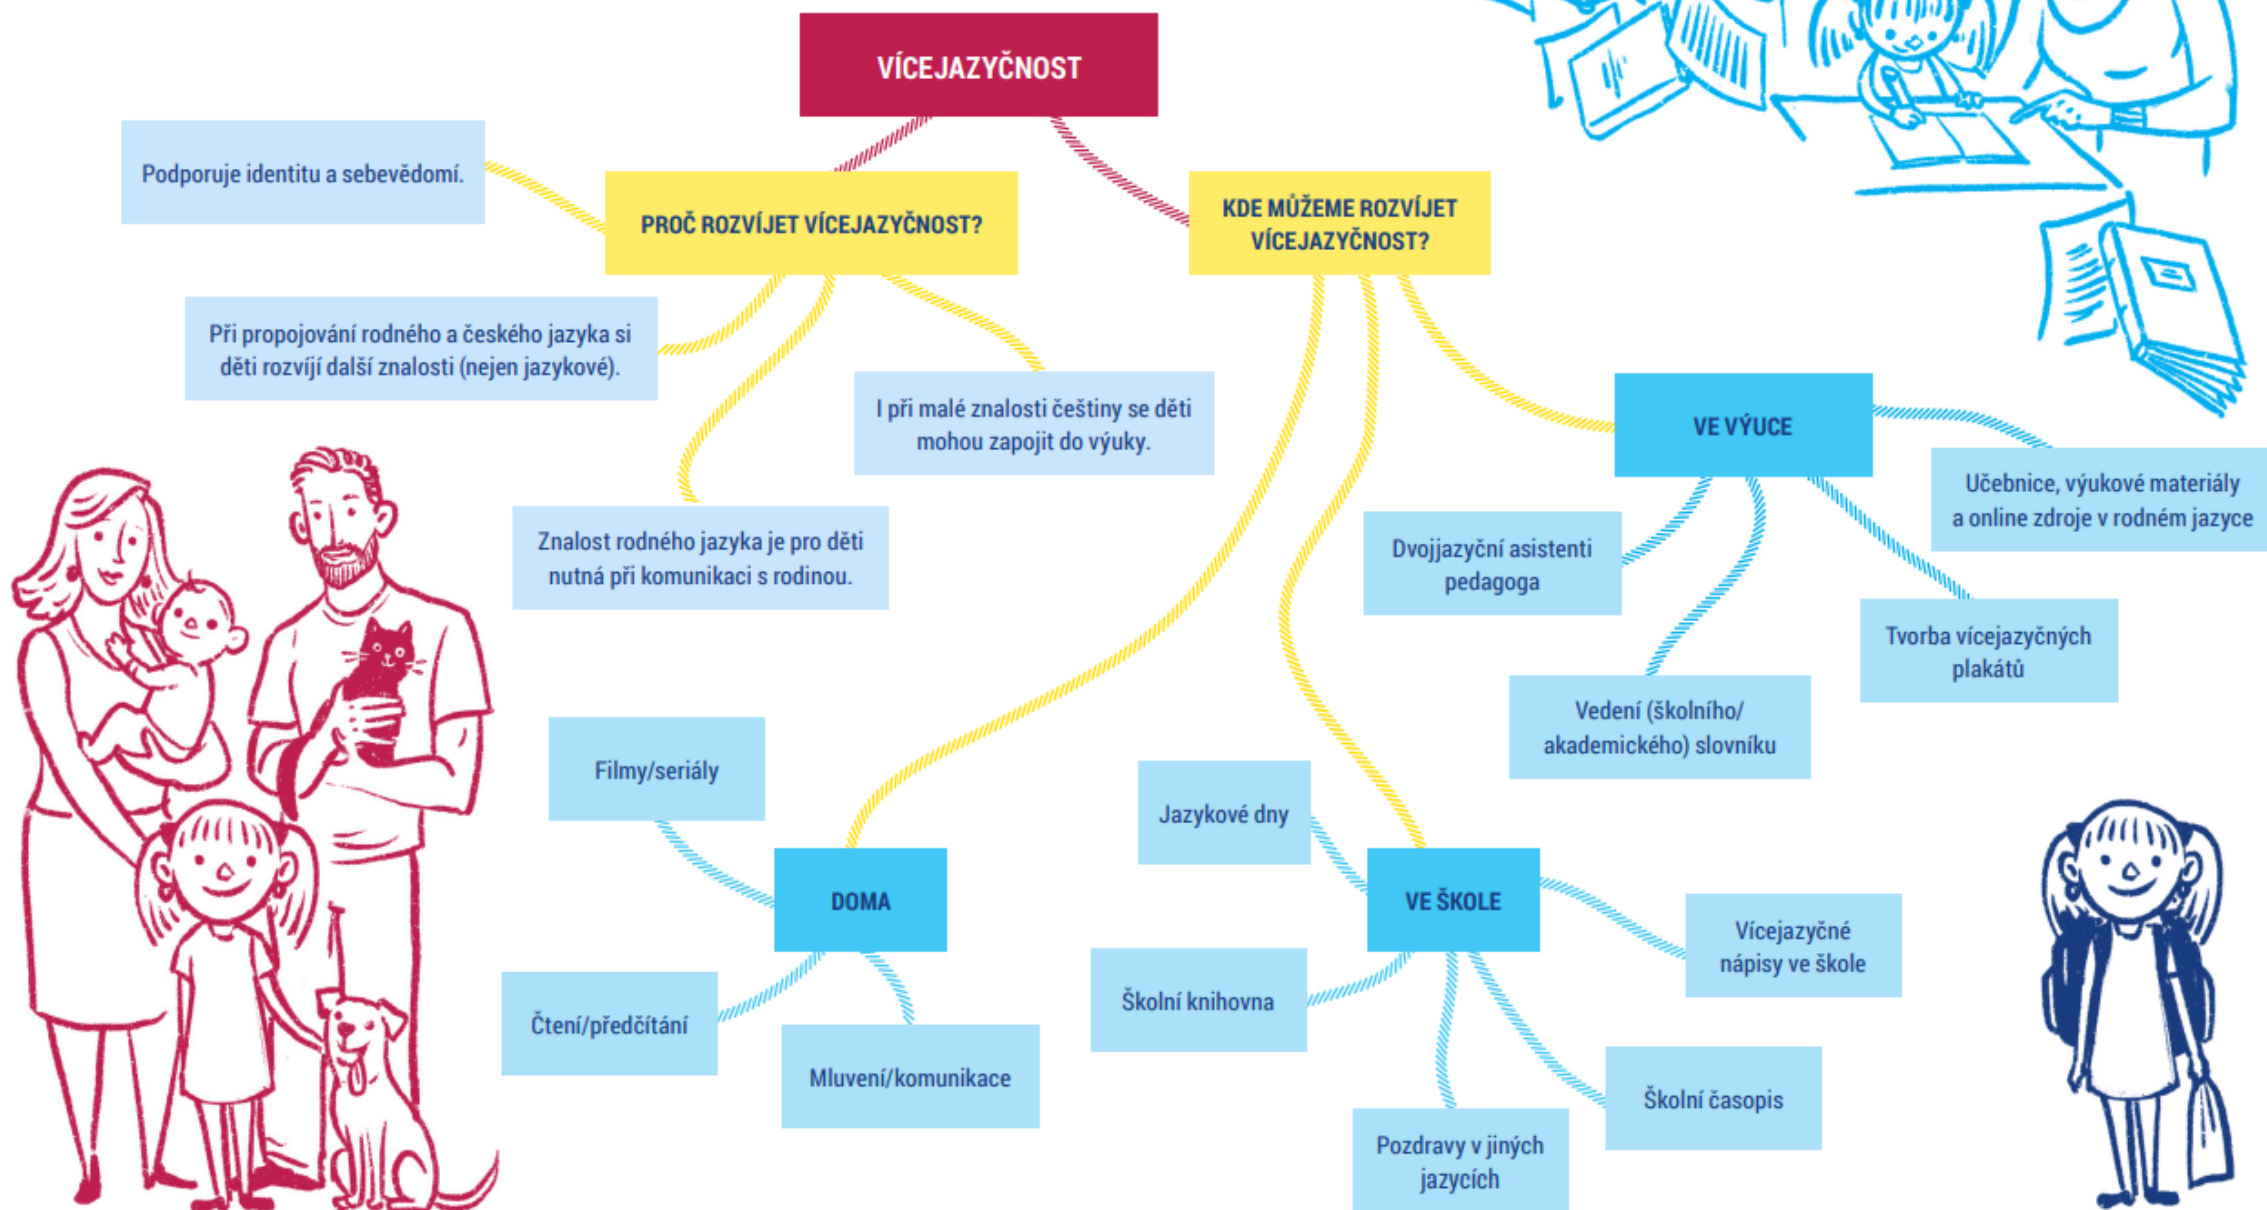 VÍCEJAZYČNOST
Podporuje identitu a sebevědomí.
PROČ ROZVÍJET VÍCEJAZYČNOST?
KDE MŮŽEME ROZVÍJET
VÍCEJAZYČNOST?
Při propojování rodného a českého jazyka si
děti rozvíjí další znalosti (nejen jazykové).
I při malé znalosti češtiny se děti
mohou zapojit do výuky.
Znalost rodného jazyka je pro děti
nutná při komunikaci s rodinou.
VE VÝUCE
Učebnice, výukové materiály
a online zdroje v rodném jazyce
Dvojjazyční asistenti
pedagoga
Tvorba vícejazyčných
plakátů
Vedení (školního/
akademického) slovníku
Filmy/seriály
DOMA
Čtení/předčítání
Mluvení/komunikace
Jazykové dny
VE ŠKOLE
Vícejazyčné
nápisy ve škole
Školní knihovna
Školní časopis
Pozdravy v jiných
jazycích